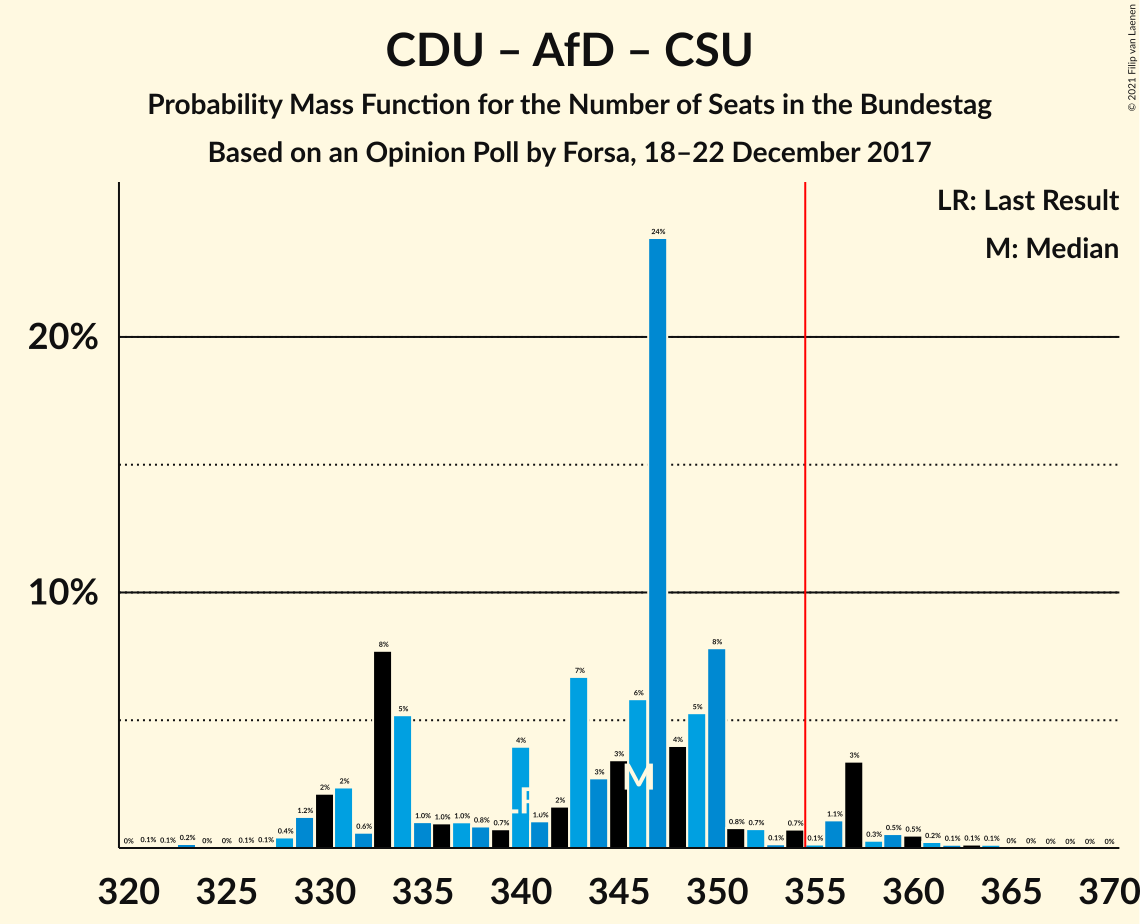 CDU – AfD – CSU
Probability Mass Function for the Number of Seats in the Bundestag
Based on an Opinion Poll by Forsa, 18–22 December 2017
© 2021 Filip van Laenen
LR: Last Result
M: Median
20%
10%
0% 0.1% 0.1% 0.2% 0% 0% 0.1% 0.1% 0.4% 1.2% 2% 2% 0.6% 8% 5% 1.0% 1.0% 1.0% 0.8% 0.7% 4% 1.0% 2% 7% 3% 3% 6% 24% 4% 5% 8% 0.8% 0.7% 0.1% 0.7% 0.1% 1.1% 3% 0.3% 0.5% 0.5% 0.2% 0.1% 0.1% 0.1% 0% 0% 0% 0% 0% 0%
LR
M
320 325 330 335 340 345 350 355 360 365 370